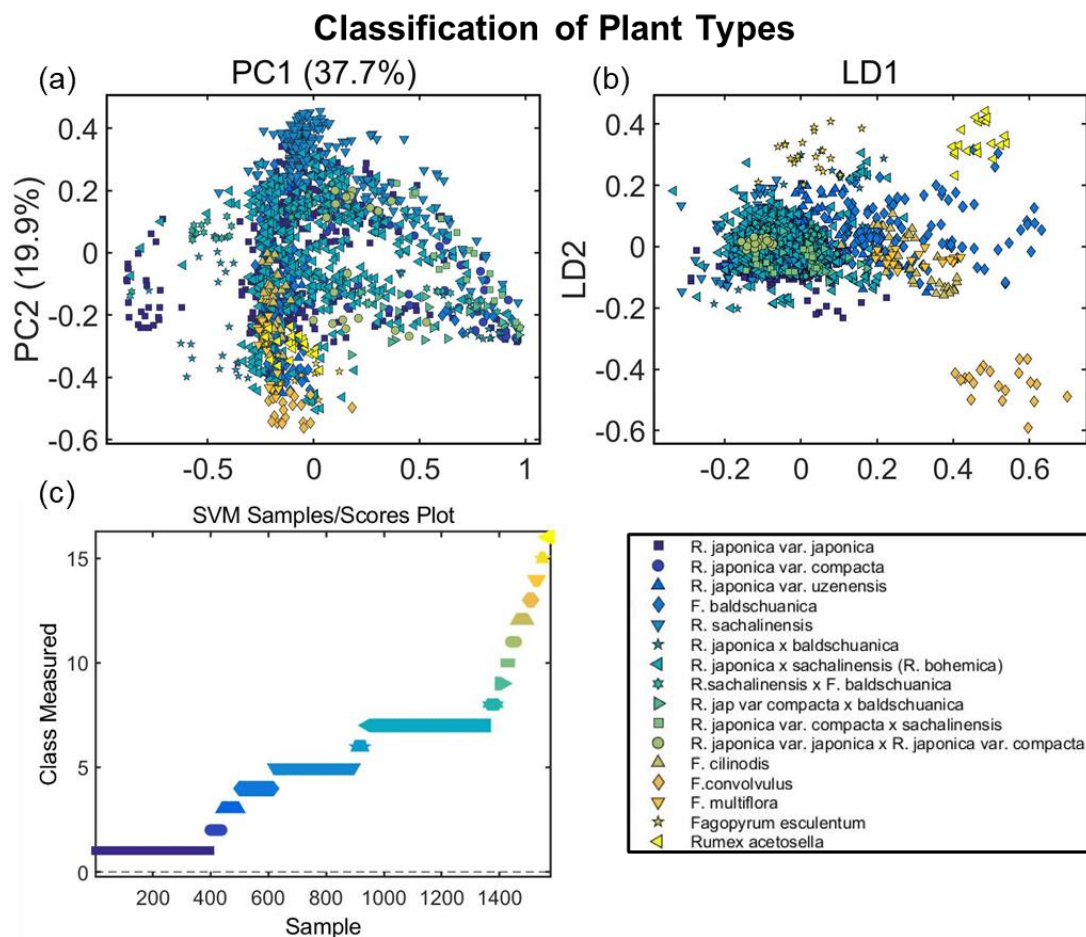 Classification of Plant Types
(a)
PC1 (37.7%)
PC2 (19.9%)
0.4
0.2
0
-0.2
-0.4
-0.6
-0.5
0
0.5
1
(b)
LD1
LD2
0.4
0.2
0
-0.2
-0.4
-0.6
-0.2
0
0.2
0.4
0.6
(c)
SVM Samples/Scores Plot
Class Measured
15
10
5
0
200
400
600
800
1000
1200
1400
Sample
R. japonica var. japonica
R. japonica var. compacta
R. japonica var. uzenensis
F. baldschuanica
R. sachalinensis
R. japonica x baldschuanica
R. japonica x sachalinensis (R. bohemica)
R.sachalinensis x F. baldschuanica
R. jap var compacta x baldschuanica
R. japonica var. compacta x sachalinensis
R. japonica var. japonica x R. japonica var. compacta
F. cilinodis
F.convolvulus
F. multiflora
Fagopyrum esculentum
Rumex acetosella